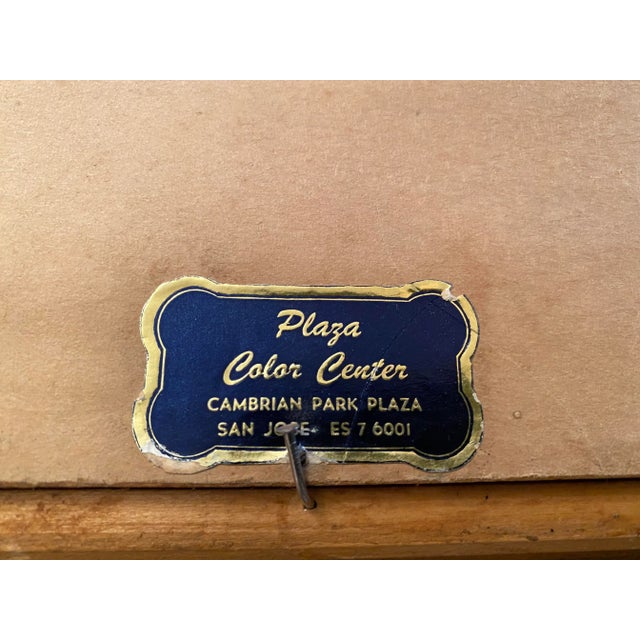 Plaza
Color Center
CAMBRIAN PARK PLAZA
SAN JOSE ES 7 6001